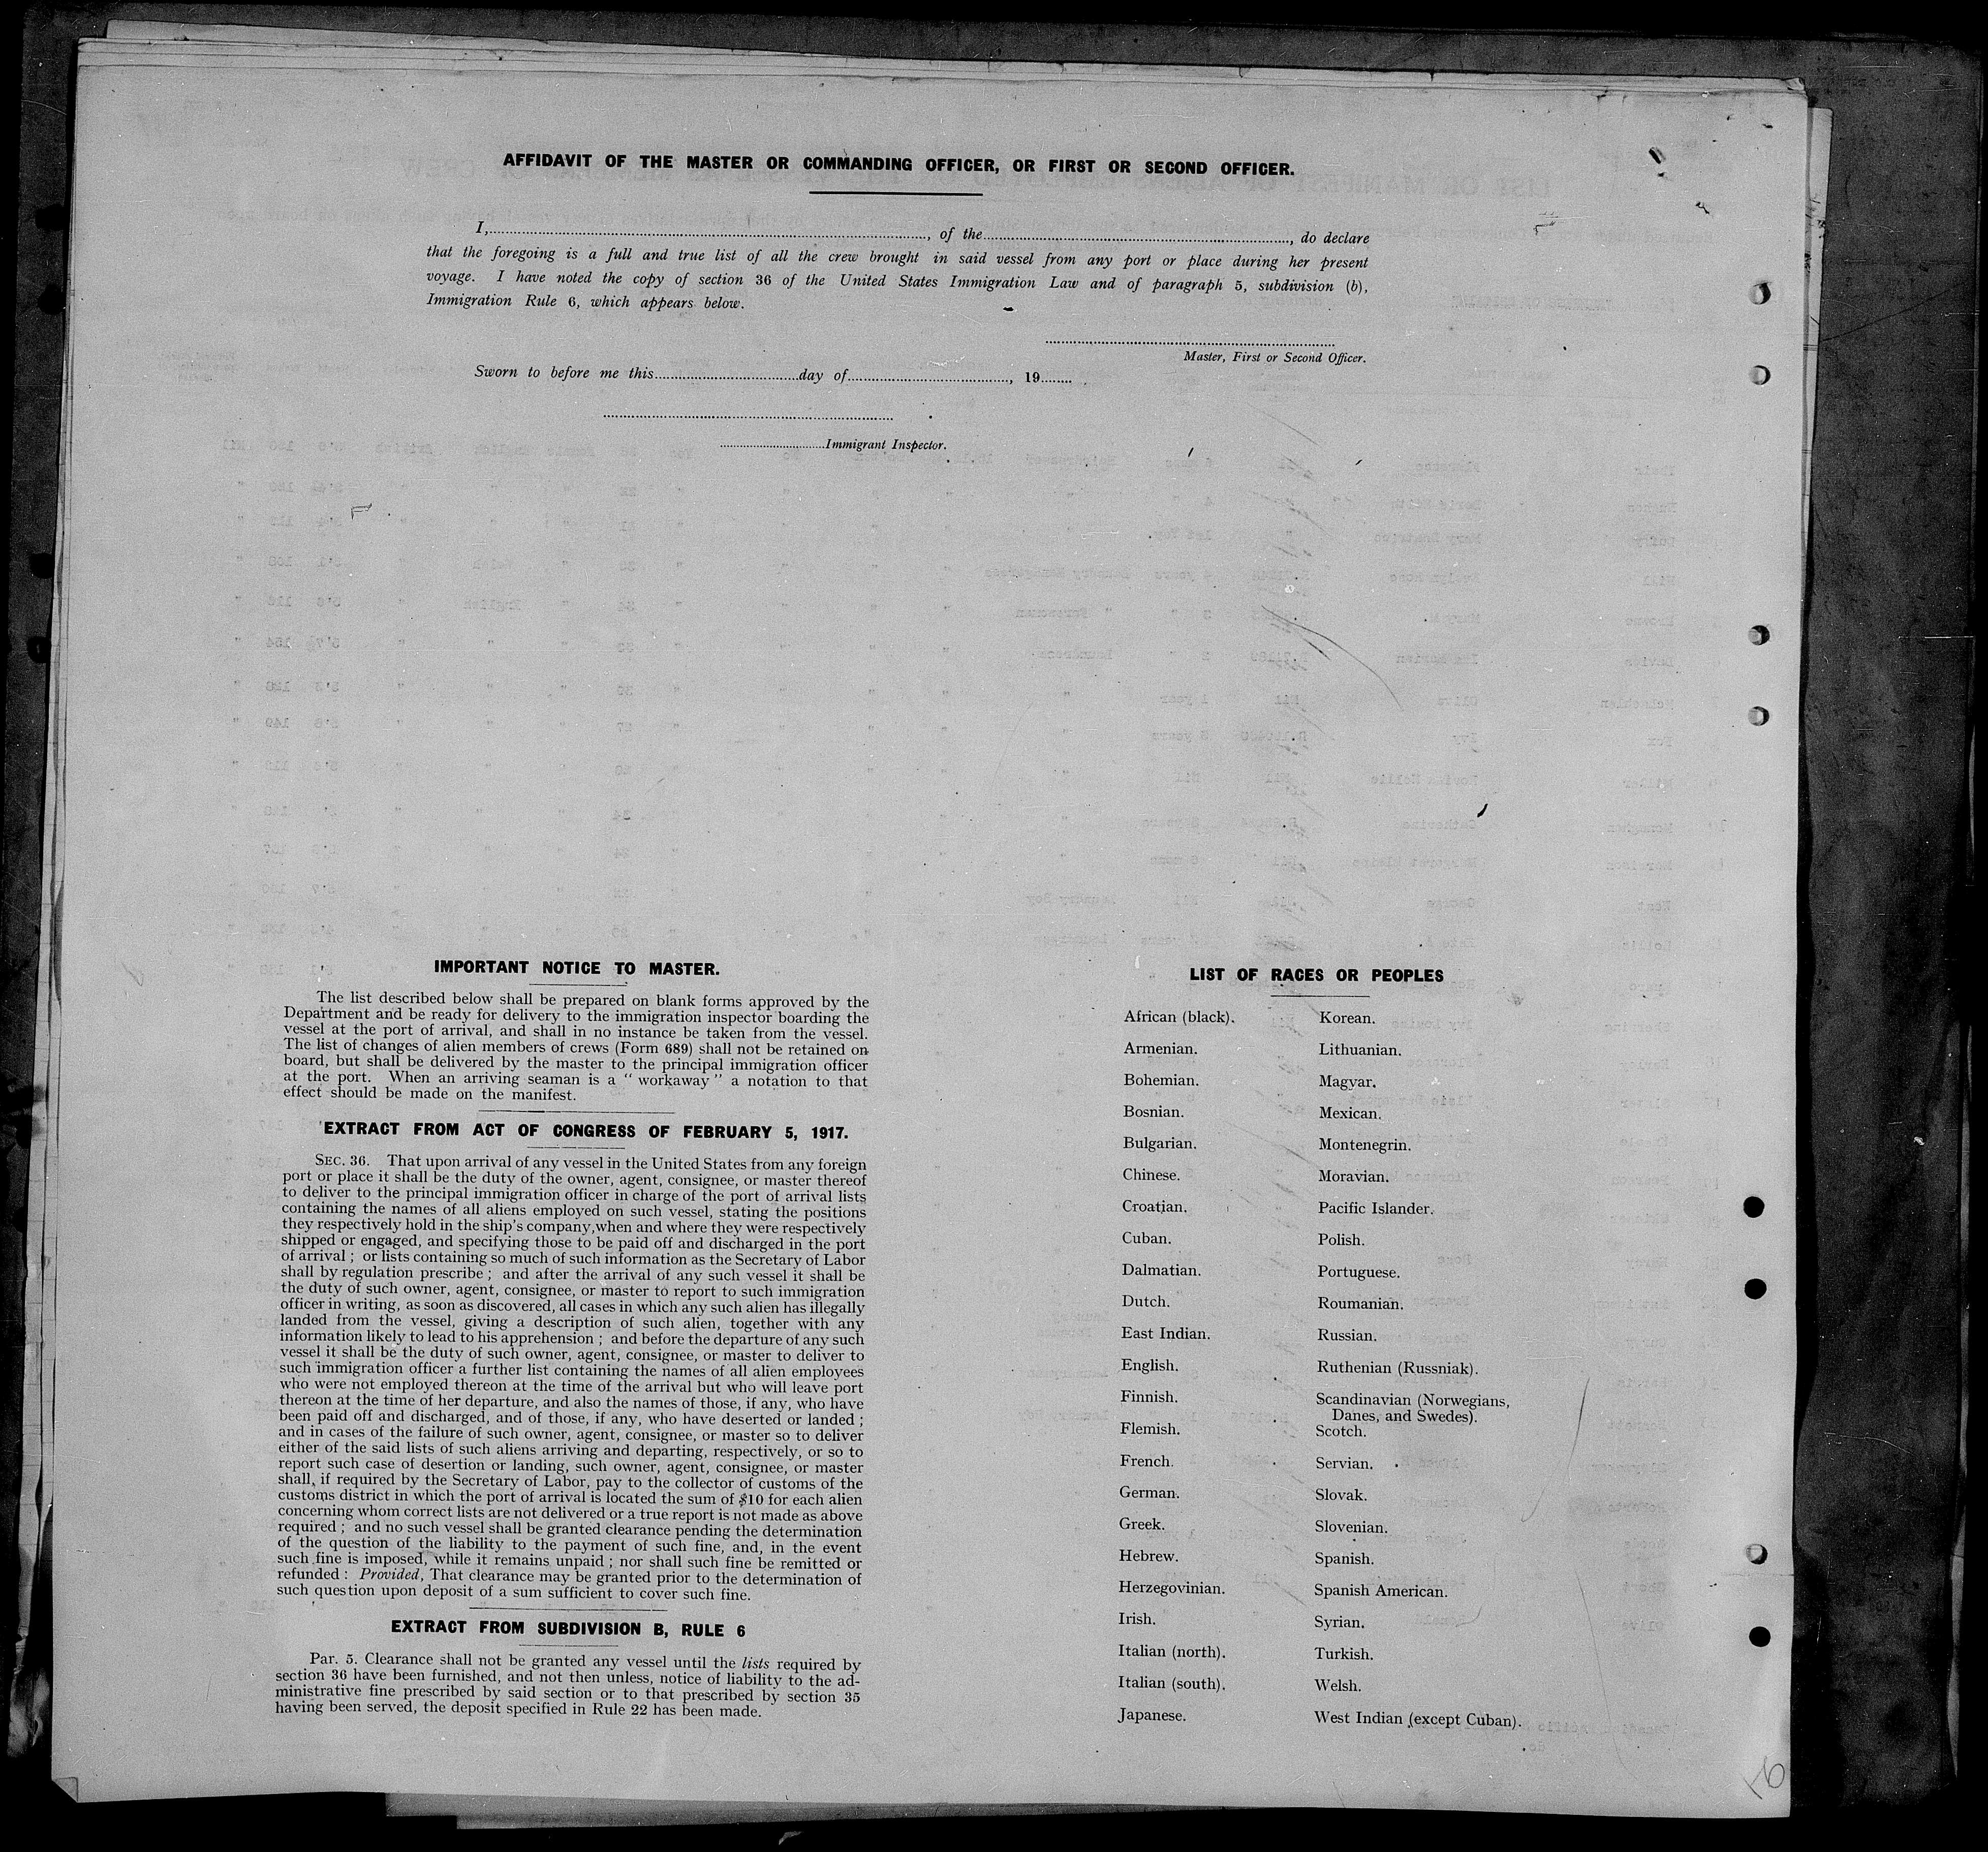 AFFIDAVIT OF THE MASTER OR COMMANDING OFFICER, OR FIRST OR SECOND OFFICER.
I,........, of the........, do declare
that the foregoing is a full and true list of all the crew brought in said vessel from any port or place during her present
voyage. I have noted the copy of section 36 of the United States Immigration Law and of paragraph 5, subdivision (b),
Immigration Rule 6, which appears below.
Master, First or Second Officer.
Sworn to before me this........day of........, 19........
........Immigrant Inspector.
IMPORTANT NOTICE TO MASTER.
The list described below shall be prepared on blank forms approved by the
Department and be ready for delivery to the immigration inspector boarding the
vessel at the port of arrival, and shall in no instance be taken from the vessel.
The list of changes of alien members of crews (Form 689) shall not be retained on
board, but shall be delivered by the master to the principal immigration officer
at the port. When an arriving seaman is a “ workaway ” a notation to that
effect should be made on the manifest.
EXTRACT FROM ACT OF CONGRESS OF FEBRUARY 5, 1917.
SEC. 36. That upon arrival of any vessel in the United States from any foreign
port or place it shall be the duty of the owner, agent, consignee, or master thereof
to deliver to the principal immigration officer in charge of the port of arrival lists
containing the names of all aliens employed on such vessel, stating the positions
they respectively hold in the ship's company, when and where they were respectively
shipped or engaged, and specifying those to be paid off and discharged in the port
of arrival ; or lists containing so much of such information as the Secretary of Labor
shall by regulation prescribe ; and after the arrival of any such vessel it shall be
the duty of such owner, agent, consignee, or master to report to such immigration
officer in writing, as soon as discovered, all cases in which any such alien has illegally
landed from the vessel, giving a description of such alien, together with any
information likely to lead to his apprehension ; and before the departure of any such
vessel it shall be the duty of such owner, agent, consignee, or master to deliver to
such immigration officer a further list containing the names of all alien employees
who were not employed thereon at the time of the arrival but who will leave port
thereon at the time of her departure, and also the names of those, if any, who have
been paid off and discharged, and of those, if any, who have deserted or landed ;
and in cases of the failure of such owner, agent, consignee, or master so to deliver
either of the said lists of such aliens arriving and departing, respectively, or so to
report such case of desertion or landing, such owner, agent, consignee, or master
shall, if required by the Secretary of Labor, pay to the collector of customs of the
customs district in which the port of arrival is located the sum of $10 for each alien
concerning whom correct lists are not delivered or a true report is not made as above
required ; and no such vessel shall be granted clearance pending the determination
of the question of the liability to the payment of such fine, and, in the event
such fine is imposed, while it remains unpaid ; nor shall such fine be remitted or
refunded : Provided, That clearance may be granted prior to the determination of
such question upon deposit of a sum sufficient to cover such fine.
EXTRACT FROM SUBDIVISION B, RULE 6
Par. 5. Clearance shall not be granted any vessel until the lists required by
section 36 have been furnished, and not then unless, notice of liability to the ad-
ministrative fine prescribed by said section or to that prescribed by section 35
having been served, the deposit specified in Rule 22 has been made.
LIST OF RACES OR PEOPLES
African (black).
Armenian.
Bohemian.
Bosnian.
Bulgarian.
Chinese.
Croatian.
Cuban.
Dalmatian.
Dutch.
East Indian.
English.
Finnish.
Flemish.
French.
German.
Greek.
Hebrew.
Herzegovinian.
Irish.
Italian (north).
Italian (south).
Japanese.
Korean.
Lithuanian.
Magyar.
Mexican.
Montenegrin.
Moravian.
Pacific Islander.
Polish.
Portuguese.
Roumanian.
Russian.
Ruthenian (Russniak).
Scandinavian (Norwegians,
Danes, and Swedes).
Scotch.
Servian.
Slovak.
Slovenian.
Spanish.
Spanish American.
Syrian.
Turkish.
Welsh.
West Indian (except Cuban).